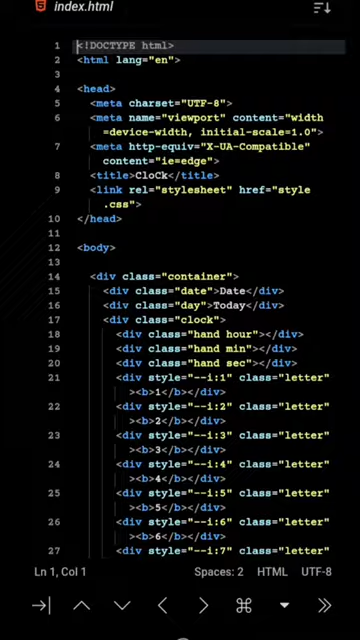 index.html
1 <!DOCTYPE html>
2 <html lang="en">
3
4 <head>
5 <meta charset="UTF-8">
6 <meta name="viewport" content="width
=device-width, initial-scale=1.0">
7 <meta http-equiv="X-UA-Compatible"
content="ie=edge">
8 <title>CloCk</title>
9 <link rel="stylesheet" href="style
.css">
10 </head>
11
12 <body>
13
14 <div class="container">
15 <div class="date">Date</div>
16 <div class="day">Today</div>
17 <div class="clock">
18 <div class="hand hour"></div>
19 <div class="hand min"></div>
20 <div class="hand sec"></div>
21 <div style="--i:1" class="letter"
><b>1</b></div>
22 <div style="--i:2" class="letter"
><b>2</b></div>
23 <div style="--i:3" class="letter"
><b>3</b></div>
24 <div style="--i:4" class="letter"
><b>4</b></div>
25 <div style="--i:5" class="letter"
><b>5</b></div>
26 <div style="--i:6" class="letter"
><b>6</b></div>
27 <div style="--i:7" class="letter"
Ln 1, Col 1 Spaces: 2 HTML UTF-8